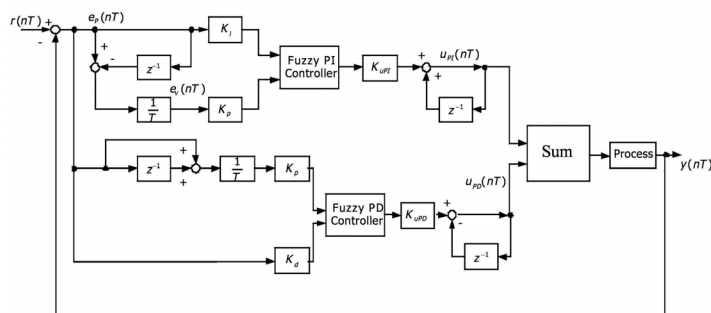 r(nT)
+
-
e_p(nT)
K_i
+
-
z⁻¹
e_v(nT)
1/T
K_p
Fuzzy PI
Controller
K_uPI
+
+
u_PI(nT)
z⁻¹
+
z⁻¹
+
1/T
K_p
Fuzzy PD
Controller
K_uPD
+
-
u_PD(nT)
z⁻¹
K_d
Sum
Process
y(nT)